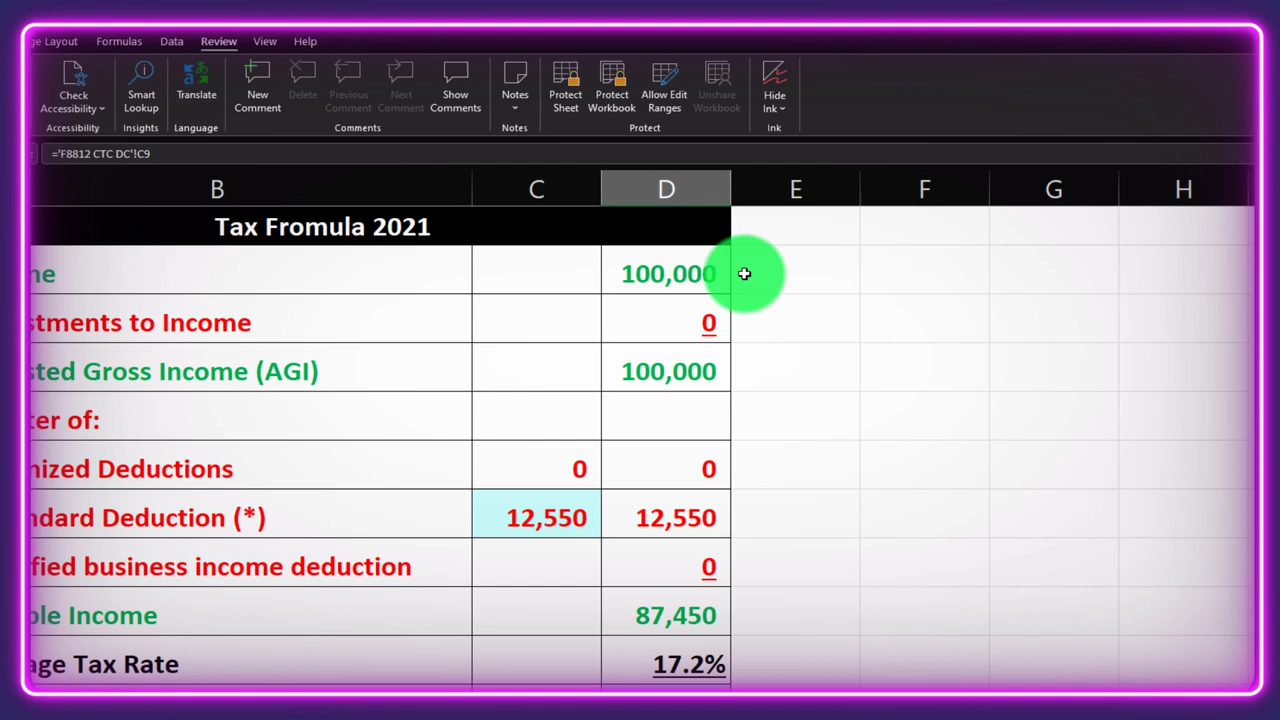 ge Layout Formulas Data Review View Help
Check Accessibility
Smart Lookup
Translate
New Comment
Delete
Previous Comment
Next Comment
Show Comments
Notes
Protect Sheet
Protect Workbook
Allow Edit Ranges
Unshare Workbook
Hide Ink
Accessibility Insights Language Comments Notes Protect Ink
='F8812 CTC DC'!C9
B C D E F G H
Tax Fromula 2021
ne 100,000
stments to Income 0
sted Gross Income (AGI) 100,000
ter of:
nized Deductions 0 0
ndard Deduction (*) 12,550 12,550
fied business income deduction 0
ble Income 87,450
age Tax Rate 17.2%